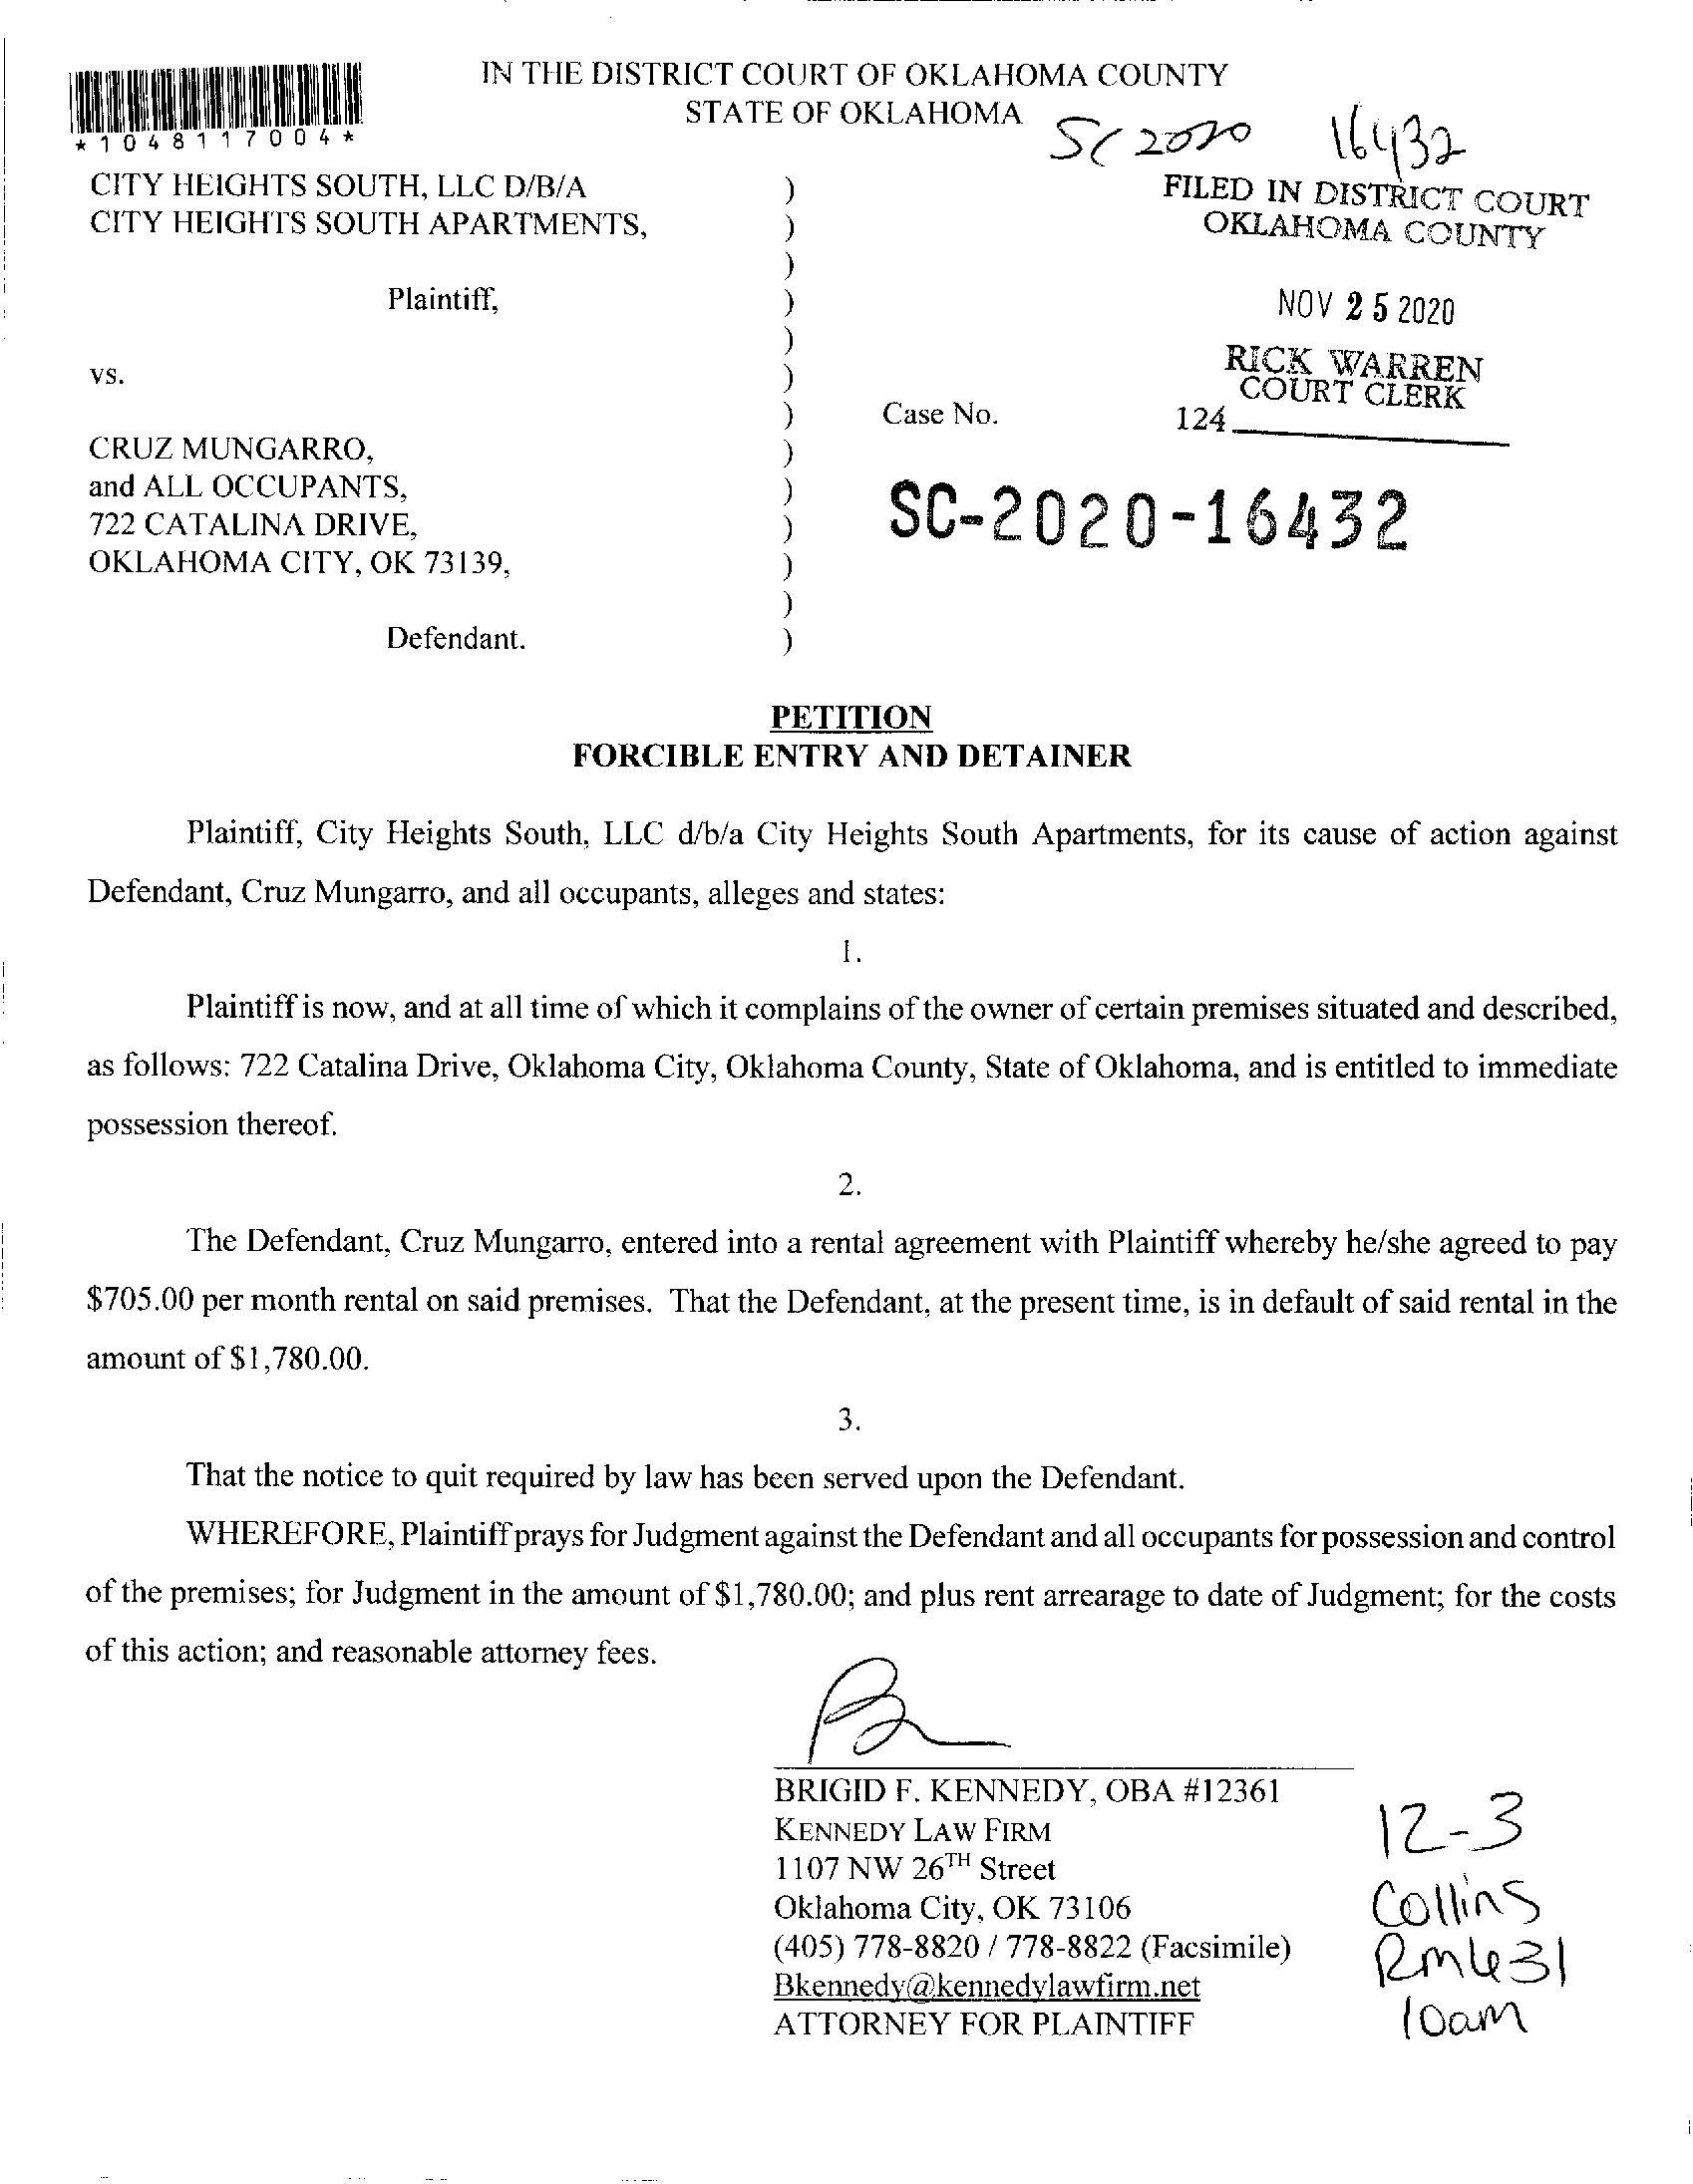 IN THE DISTRICT COURT OF OKLAHOMA COUNTY
STATE OF OKLAHOMA
*1048117004*
SC 2020 16432
CITY HEIGHTS SOUTH, LLC D/B/A )
CITY HEIGHTS SOUTH APARTMENTS, )
)
Plaintiff, )
)
vs. )
)
CRUZ MUNGARRO, )
and ALL OCCUPANTS, )
722 CATALINA DRIVE, )
OKLAHOMA CITY, OK 73139, )
)
Defendant. )
FILED IN DISTRICT COURT
OKLAHOMA COUNTY
NOV 25 2020
RICK WARREN
COURT CLERK
124
Case No.
SC-2020-16432
PETITION
FORCIBLE ENTRY AND DETAINER
Plaintiff, City Heights South, LLC d/b/a City Heights South Apartments, for its cause of action against
Defendant, Cruz Mungarro, and all occupants, alleges and states:
1.
Plaintiff is now, and at all time of which it complains of the owner of certain premises situated and described,
as follows: 722 Catalina Drive, Oklahoma City, Oklahoma County, State of Oklahoma, and is entitled to immediate
possession thereof.
2.
The Defendant, Cruz Mungarro, entered into a rental agreement with Plaintiff whereby he/she agreed to pay
$705.00 per month rental on said premises. That the Defendant, at the present time, is in default of said rental in the
amount of $1,780.00.
3.
That the notice to quit required by law has been served upon the Defendant.
WHEREFORE, Plaintiff prays for Judgment against the Defendant and all occupants for possession and control
of the premises; for Judgment in the amount of $1,780.00; and plus rent arrearage to date of Judgment; for the costs
of this action; and reasonable attorney fees.
BRIGID F. KENNEDY, OBA #12361
KENNEDY LAW FIRM
1107 NW 26TH Street
Oklahoma City, OK 73106
(405) 778-8820 / 778-8822 (Facsimile)
Bkennedy@kennedylawfirm.net
ATTORNEY FOR PLAINTIFF
12-3
Collins
Rm 631
10am